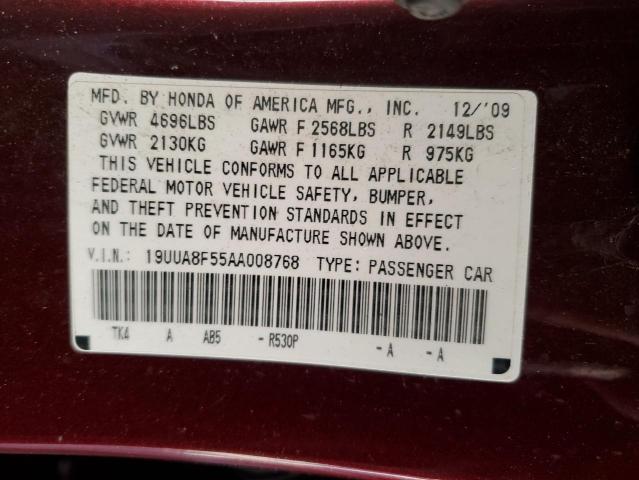 MFD. BY HONDA OF AMERICA MFG., INC. 12/'09
GVWR 4696LBS GAWR F 2568LBS R 2149LBS
GVWR 2130KG GAWR F 1165KG R 975KG
THIS VEHICLE CONFORMS TO ALL APPLICABLE
FEDERAL MOTOR VEHICLE SAFETY, BUMPER,
AND THEFT PREVENTION STANDARDS IN EFFECT
ON THE DATE OF MANUFACTURE SHOWN ABOVE.
V.I.N.: 19UUA8F55AA008768 TYPE: PASSENGER CAR
TK4 A AB5 - R530P - A - A